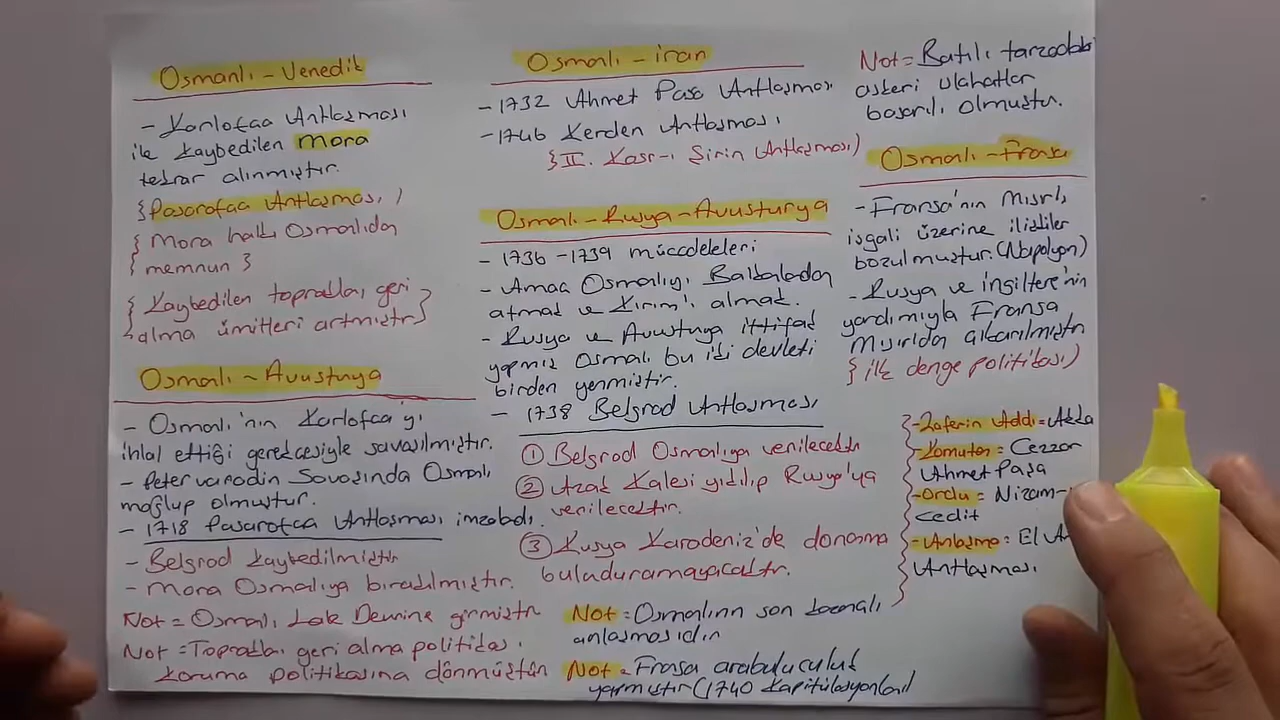 Osmanlı - Venedik
- Karlofça Antlaşması
ile kaybedilen Mora
tekrar alınmıştır.
{Pasarofça Antlaşması}
{ Mora halkı Osmanlıdan
{ memnun }
{ Kaybedilen toprakları geri
{ alma ümitleri artmıştır }
Osmanlı - Avusturya
- Osmanlı'nın Karlofça'yı
ihlal ettiği gerekçesiyle savaşılmıştır.
- Petervaradin Savaşında Osmanlı
mağlup olmuştur.
- 1718 Pasarofça Antlaşması imzaladı.
- Belgrad kaybedilmiştir
- Mora Osmanlıya bırakılmıştır.
Not = Osmanlı Lale Devrine girmiştir
Not = Toprakları geri alma politikası,
koruma politikasına dönmüştür
Osmanlı - İran
- 1732 Ahmet Paşa Antlaşması
- 1746 Kerden Antlaşması
{II. Kasr-ı Şirin Antlaşması)
Osmanlı - Rusya - Avusturya
- 1736 - 1739 mücadeleleri
- Amaç Osmanlıyı Balkanladan
atmak ve Kırım'ı almak.
- Rusya ve Avusturya ittifak
yapmış Osmanlı bu iki devleti
birden yenmiştir.
- 1738 Belgrad Antlaşması
① Belgrad Osmanlıya verilecektir
② Azak Kalesi yıkılıp Rusya'ya
verilecektir.
③ Rusya Karadeniz'de donanma
bulunduramayacaktır.
Not = Osmanlının son kazançlı
anlaşmasıdır
Not = Fransa arabuluculuk
yapmıştır (1740 Kapitülasyonları)
Not = Batılı tarzdaki
askeri ıslahatlar
başarılı olmuştur.
Osmanlı - Fransa
- Fransa'nın Mısır'ı
işgali üzerine ilişkiler
bozulmuştur. (Napolyon)
- Rusya ve İngiltere'nin
yardımıyla Fransa
Mısırdan çıkarılmıştır
} ilk denge politikası)
- Zaferin Addı = Akka
- Komutan = Cezzar
Ahmet Paşa
- Ordu = Nizam-
Cedit
- Anlaşma = El A
Antlaşması